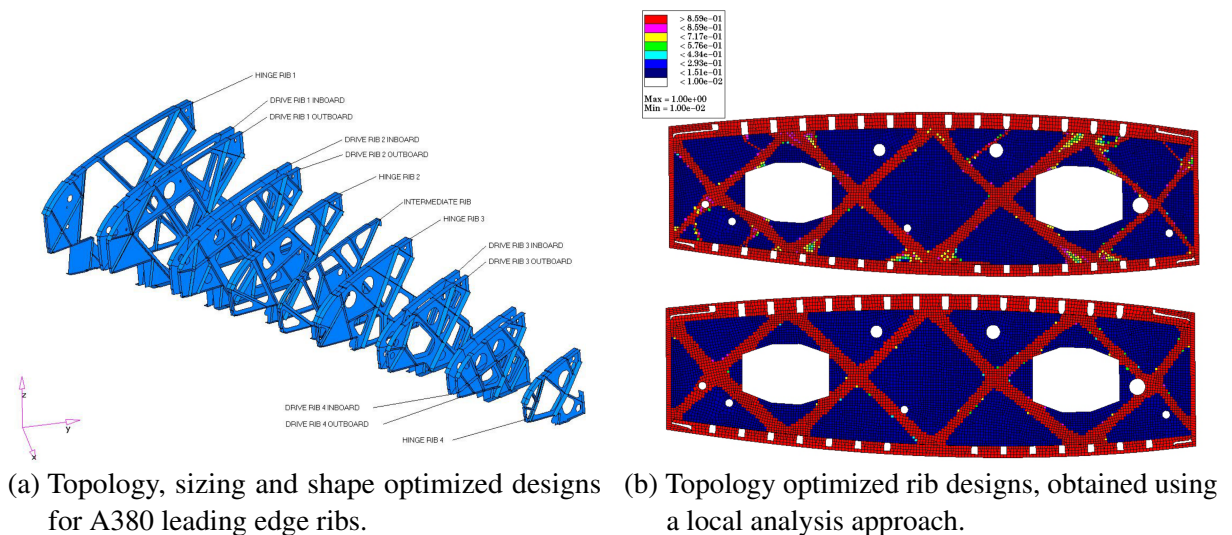 HINGE RIB 1
DRIVE RIB 1 INBOARD
DRIVE RIB 1 OUTBOARD
DRIVE RIB 2 INBOARD
DRIVE RIB 2 OUTBOARD
HINGE RIB 2
INTERMEDIATE RIB
HINGE RIB 3
DRIVE RIB 3 INBOARD
DRIVE RIB 3 OUTBOARD
DRIVE RIB 4 INBOARD
DRIVE RIB 4 OUTBOARD
HINGE RIB 4
z
y
x
> 8.59e−01
< 8.59e−01
< 7.17e−01
< 5.76e−01
< 4.34e−01
< 2.93e−01
< 1.51e−01
< 1.00e−02
Max = 1.00e+00
Min = 1.00e−02
(a) Topology, sizing and shape optimized designs
for A380 leading edge ribs.
(b) Topology optimized rib designs, obtained using
a local analysis approach.